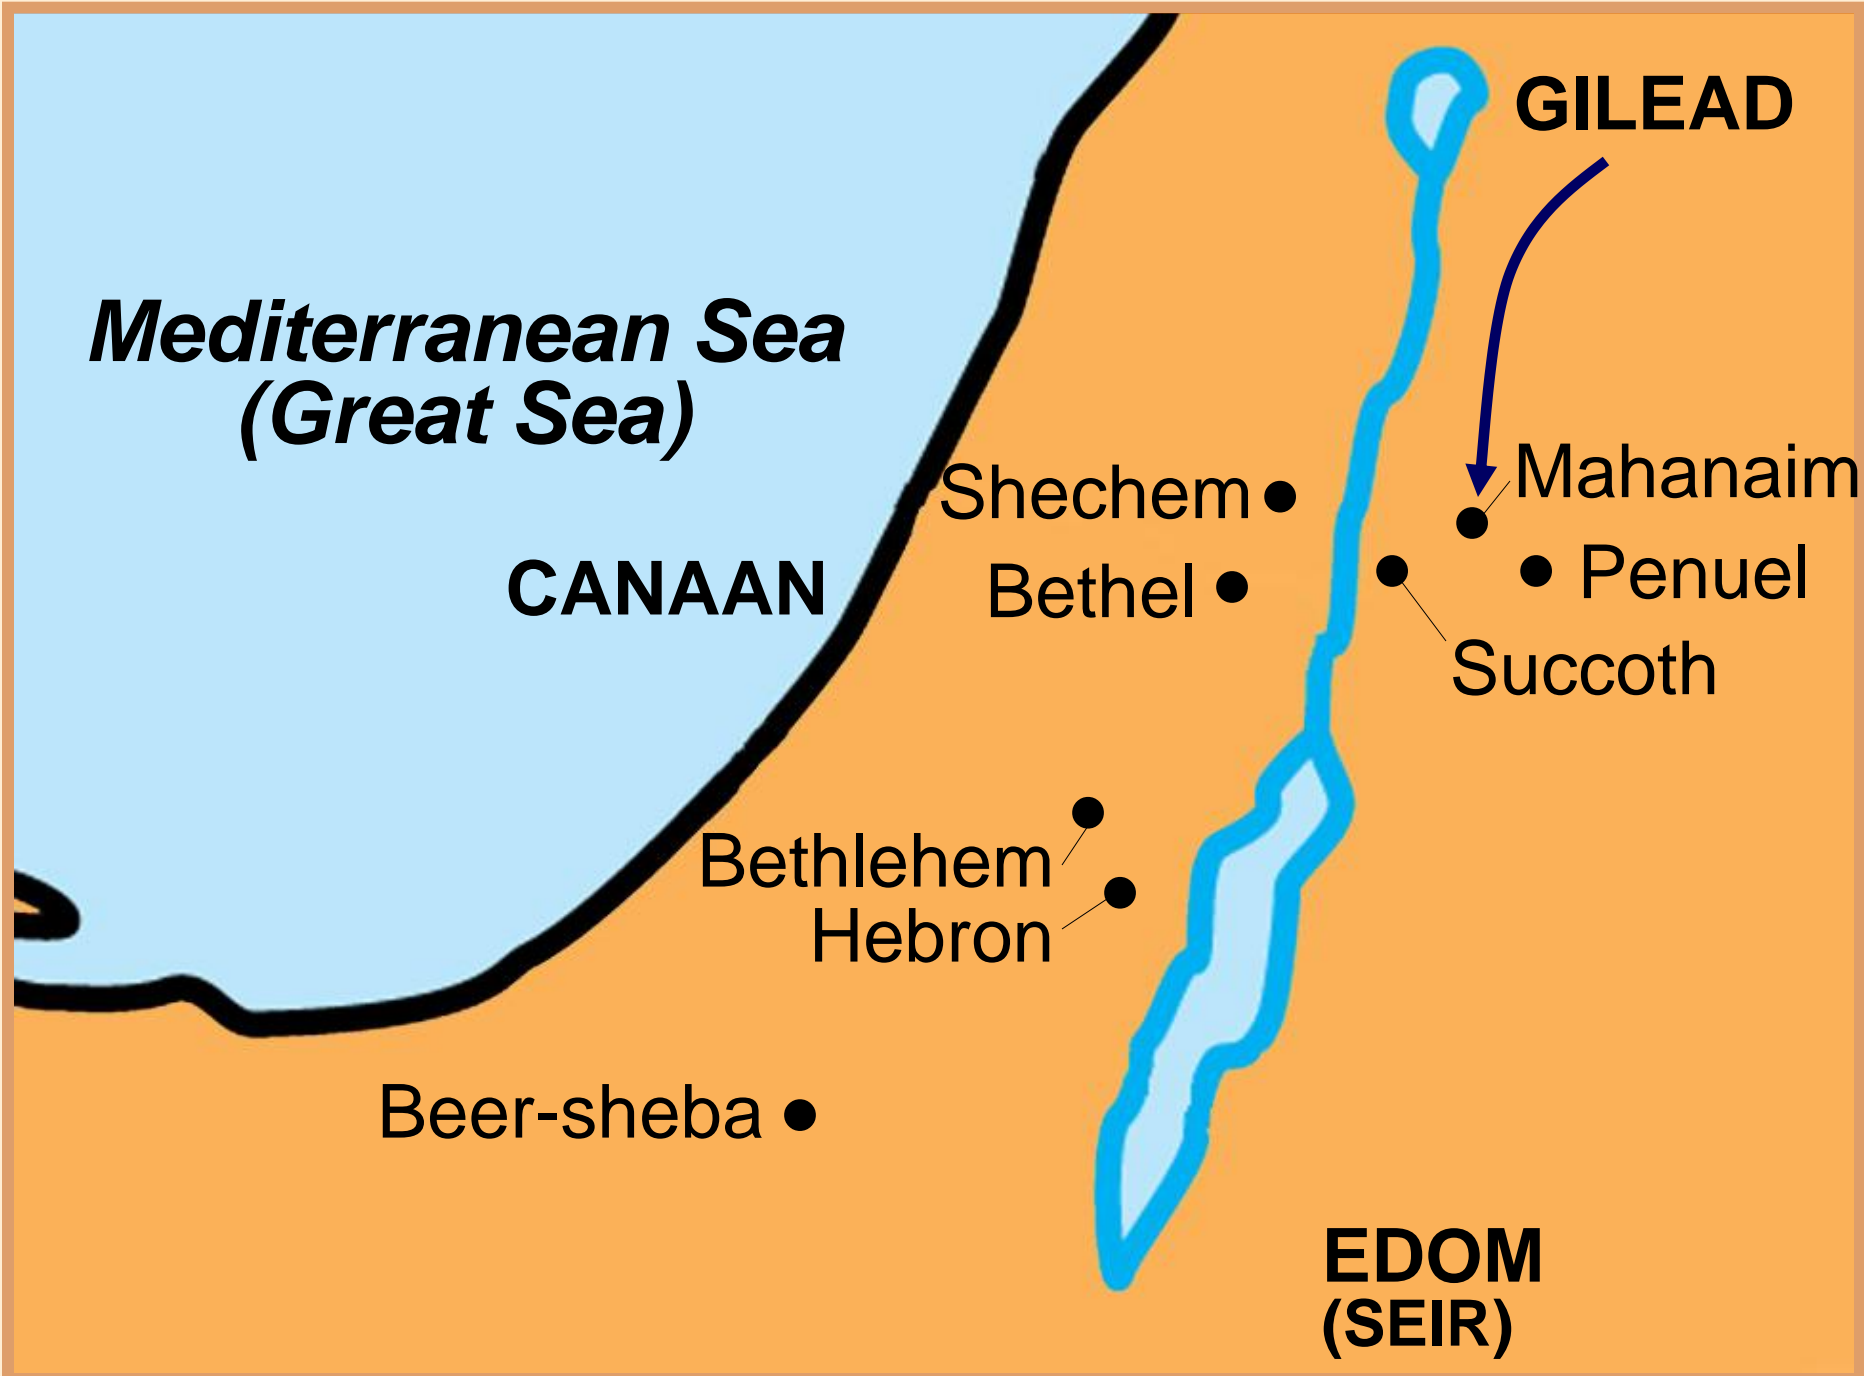 GILEAD
Mediterranean Sea
(Great Sea)
Mahanaim
Shechem
Penuel
CANAAN
Bethel
Succoth
Bethlehem
Hebron
Beer-sheba
EDOM
(SEIR)